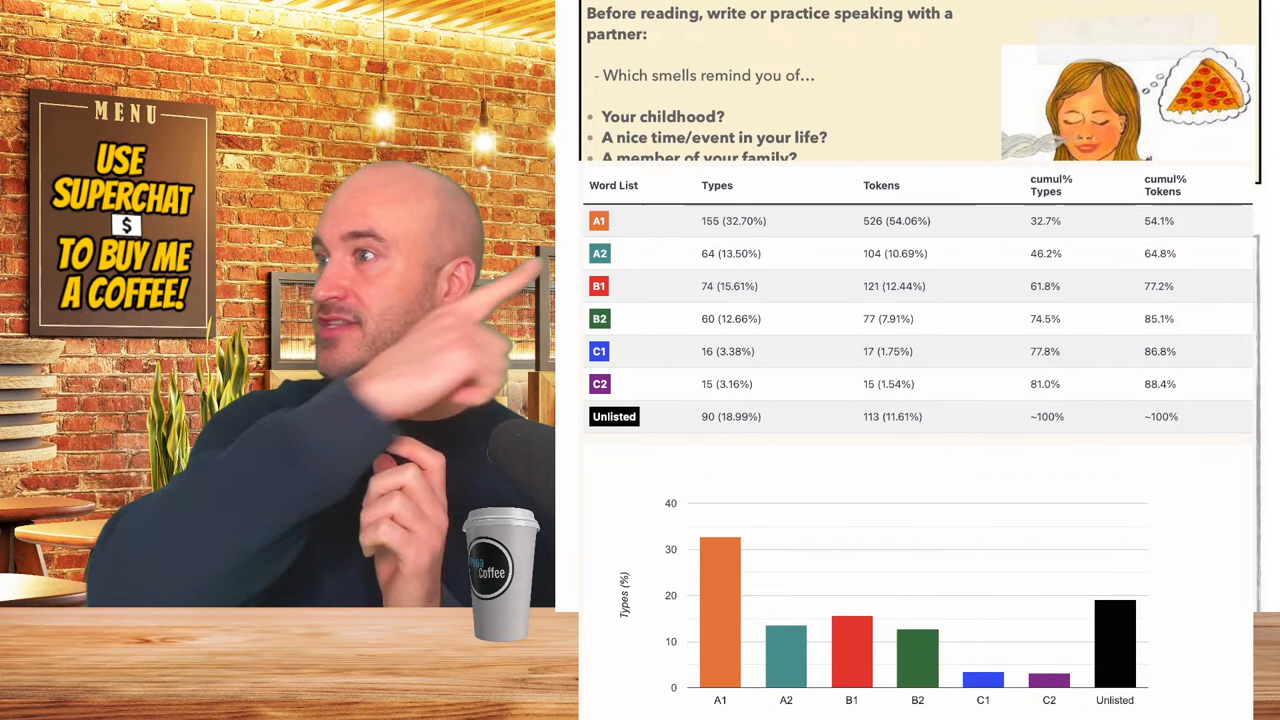 MENU
USE
SUPERCHAT
$
TO BUY ME
A COFFEE!
Coffee
Before reading, write or practice speaking with a
partner:
- Which smells remind you of…
• Your childhood?
• A nice time/event in your life?
• A member of your family?
Word List Types Tokens cumul% Types cumul% Tokens
A1 155 (32.70%) 526 (54.06%) 32.7% 54.1%
A2 64 (13.50%) 104 (10.69%) 46.2% 64.8%
B1 74 (15.61%) 121 (12.44%) 61.8% 77.2%
B2 60 (12.66%) 77 (7.91%) 74.5% 85.1%
C1 16 (3.38%) 17 (1.75%) 77.8% 86.8%
C2 15 (3.16%) 15 (1.54%) 81.0% 88.4%
Unlisted 90 (18.99%) 113 (11.61%) ~100% ~100%
Types (%)
40
30
20
10
0
A1 A2 B1 B2 C1 C2 Unlisted